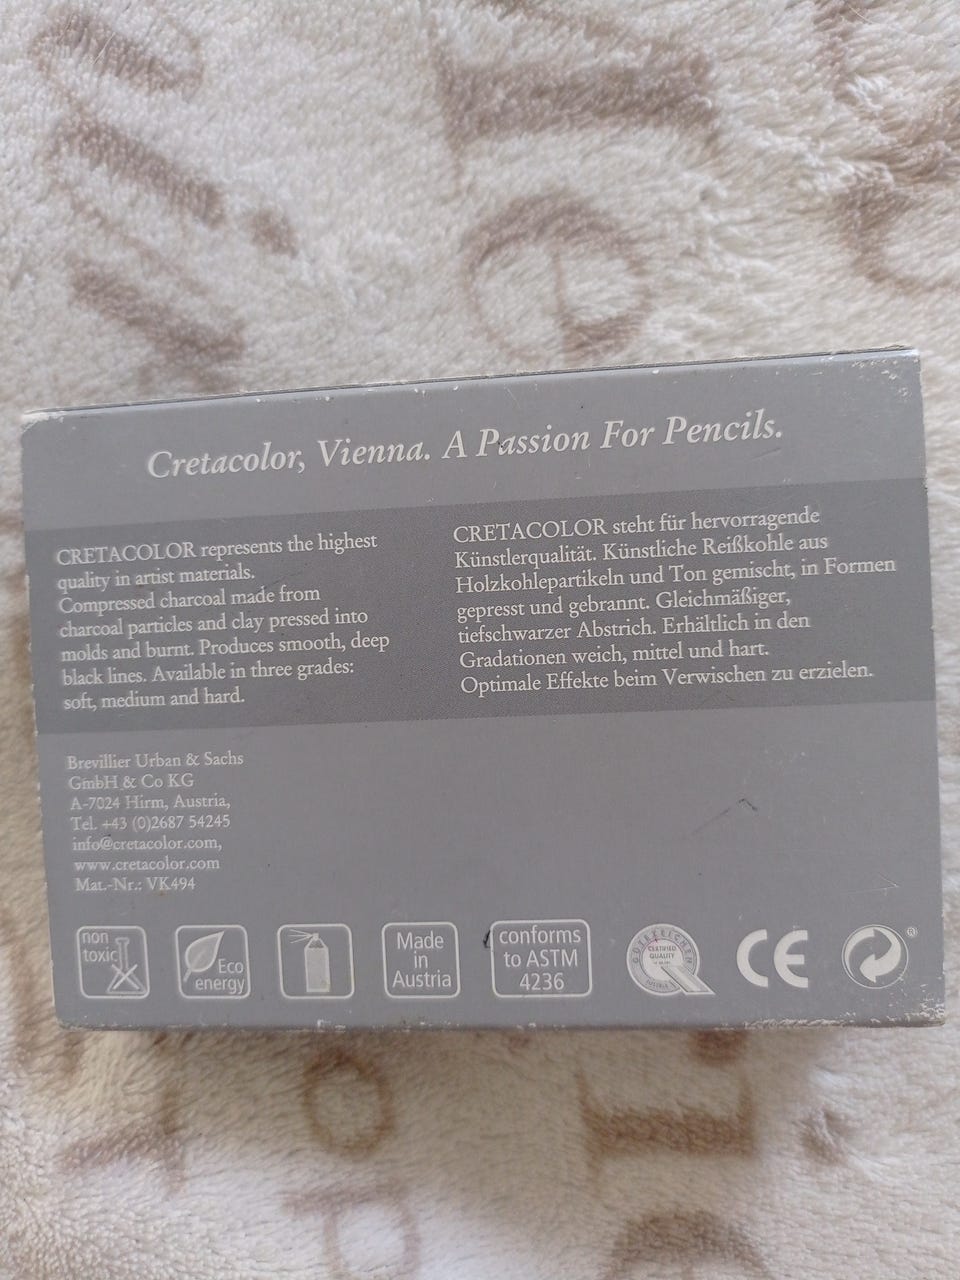 Cretacolor, Vienna. A Passion For Pencils.
CRETACOLOR represents the highest
quality in artist materials.
Compressed charcoal made from
charcoal particles and clay pressed into
molds and burnt. Produces smooth, deep
black lines. Available in three grades:
soft, medium and hard.
CRETACOLOR steht für hervorragende
Künstlerqualität. Künstliche Reißkohle aus
Holzkohlepartikeln und Ton gemischt, in Formen
gepresst und gebrannt. Gleichmäßiger,
tiefschwarzer Abstrich. Erhältlich in den
Gradationen weich, mittel und hart.
Optimale Effekte beim Verwischen zu erzielen.
Brevillier Urban & Sachs
GmbH & Co KG
A-7024 Hirm, Austria,
Tel. +43 (0)2687 54245
info@cretacolor.com,
www.cretacolor.com
Mat.-Nr.: VK494
non
toxic
Eco
energy
Made
in
Austria
conforms
to ASTM
4236
GÜTEZEICHEN
CERTIFIED
QUALITY
AUSTRIA
CE
®